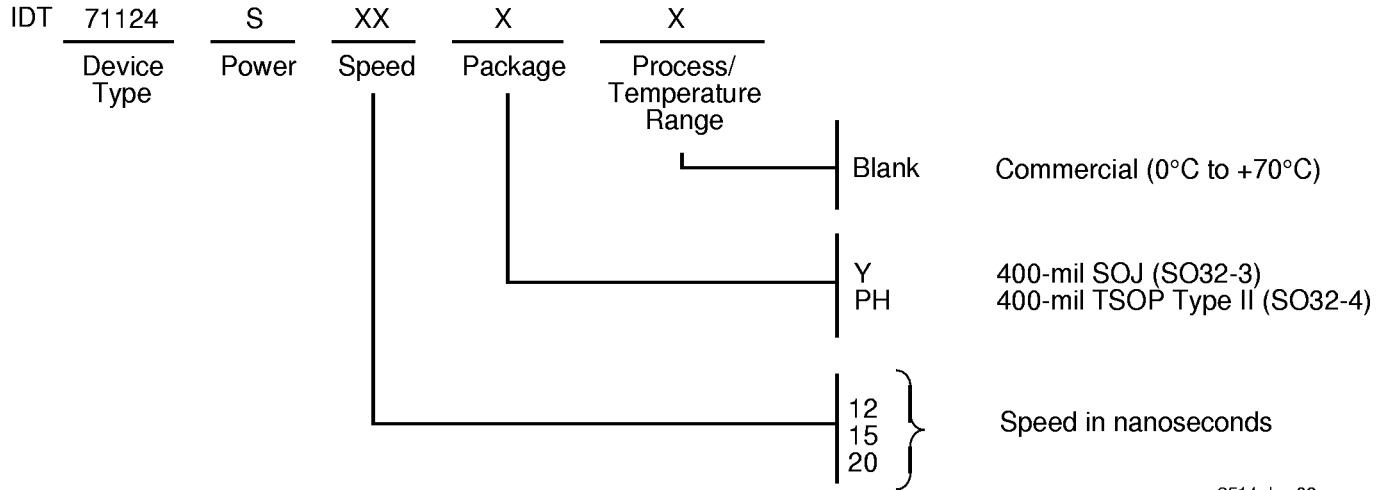 IDT 71124 S XX X X
Device Type
Power
Speed
Package
Process/
Temperature
Range
Blank Commercial (0°C to +70°C)
Y 400-mil SOJ (SO32-3)
PH 400-mil TSOP Type II (SO32-4)
12
15
20
Speed in nanoseconds